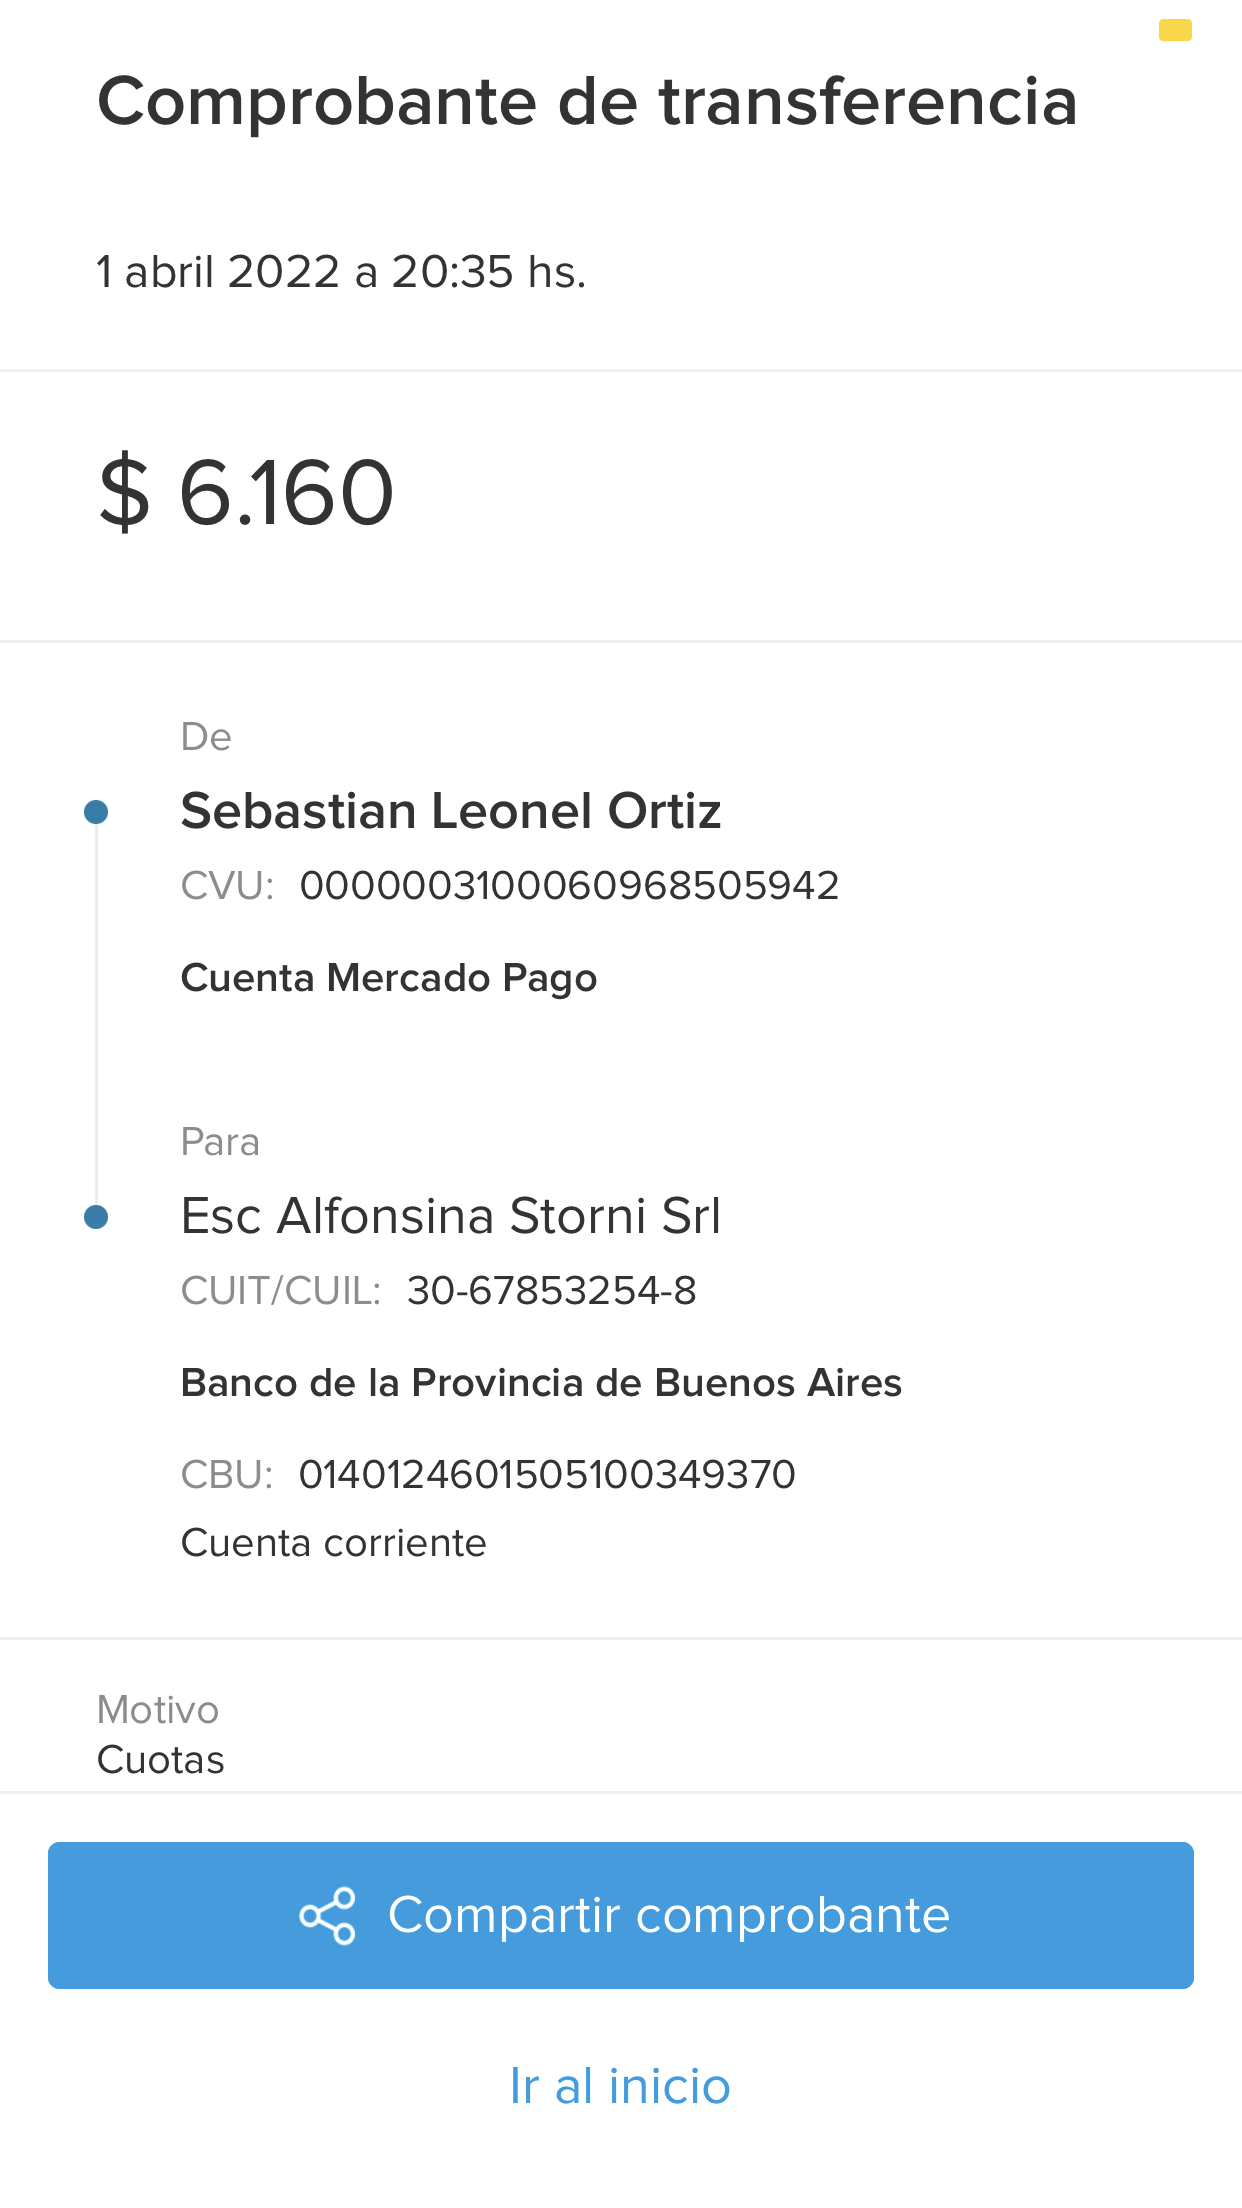 Comprobante de transferencia
1 abril 2022 a 20:35 hs.
$ 6.160
De
Sebastian Leonel Ortiz
CVU: 0000003100060968505942
Cuenta Mercado Pago
Para
Esc Alfonsina Storni Srl
CUIT/CUIL: 30-67853254-8
Banco de la Provincia de Buenos Aires
CBU: 0140124601505100349370
Cuenta corriente
Motivo
Cuotas
Compartir comprobante
Ir al inicio